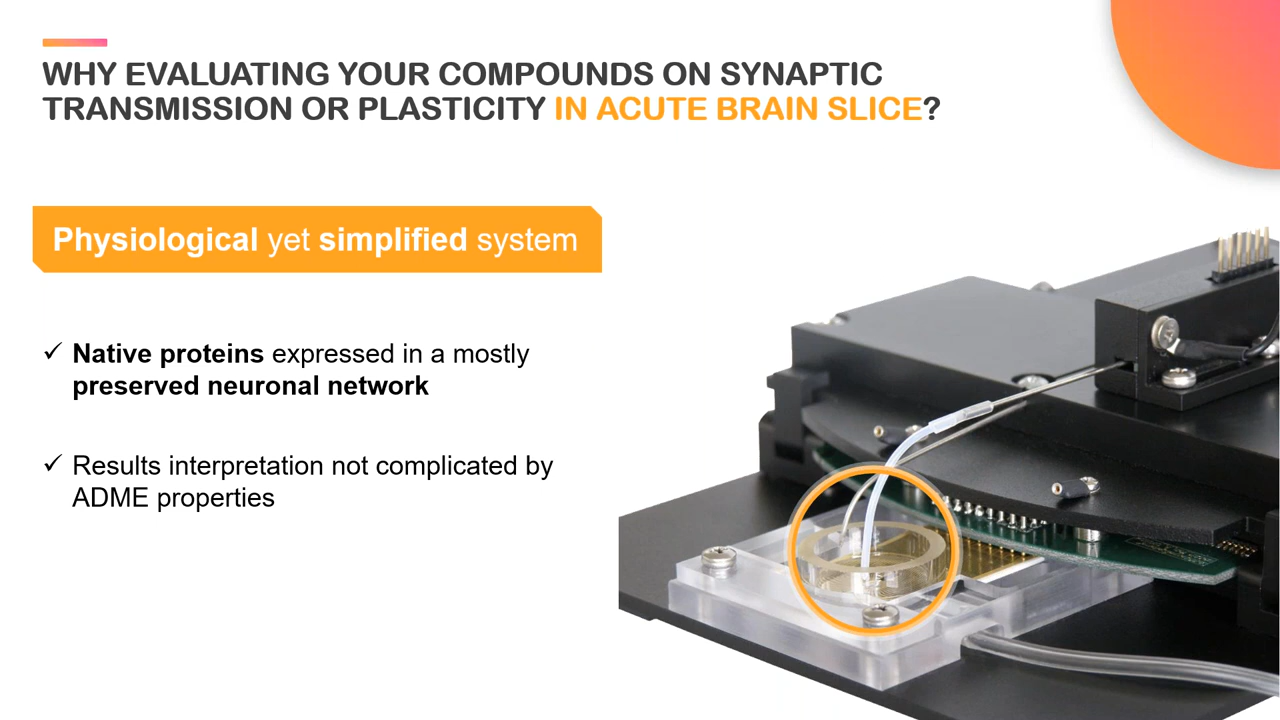 WHY EVALUATING YOUR COMPOUNDS ON SYNAPTIC
TRANSMISSION OR PLASTICITY IN ACUTE BRAIN SLICE?
Physiological yet simplified system
✓ Native proteins expressed in a mostly
preserved neuronal network
✓ Results interpretation not complicated by
ADME properties